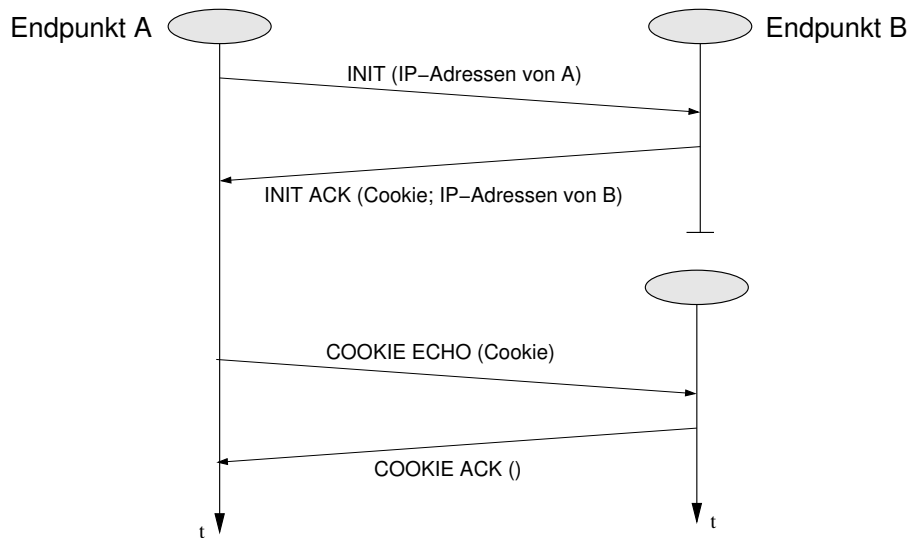 Endpunkt A
Endpunkt B
INIT (IP−Adressen von A)
INIT ACK (Cookie; IP−Adressen von B)
COOKIE ECHO (Cookie)
COOKIE ACK ()
t
t